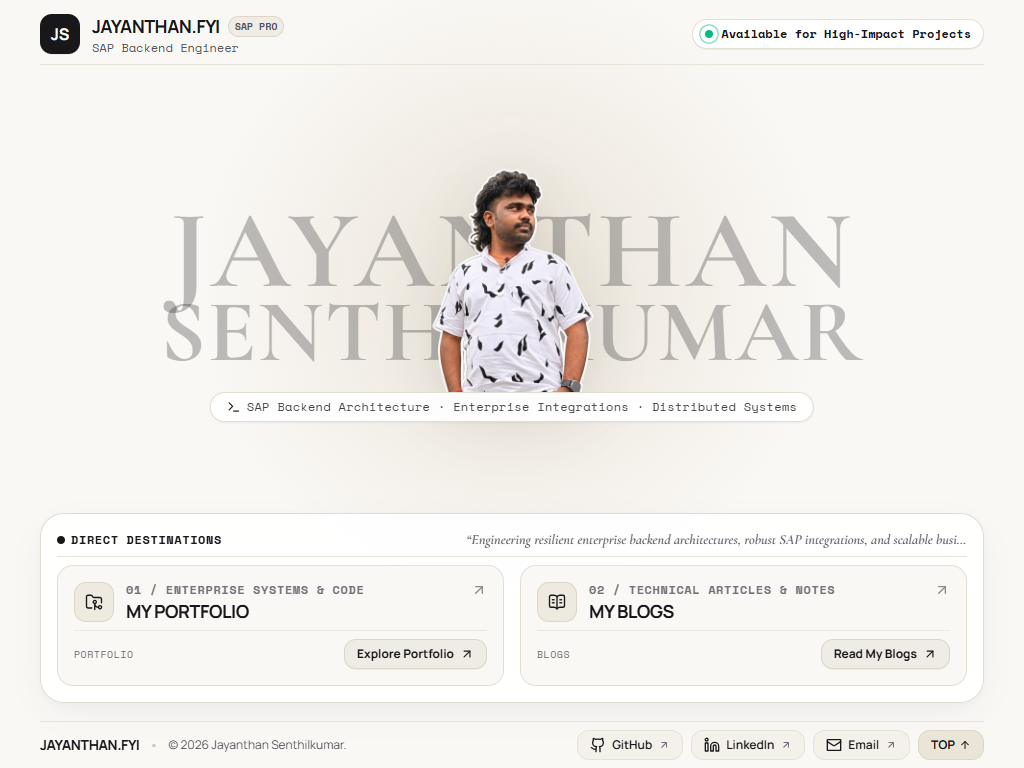 JS
JAYANTHAN.FYI
SAP PRO
SAP Backend Engineer
Available for High-Impact Projects
JAYANTHAN
SENTH UMAR
SAP Backend Architecture · Enterprise Integrations · Distributed Systems
DIRECT DESTINATIONS
“Engineering resilient enterprise backend architectures, robust SAP integrations, and scalable busi...
01 / ENTERPRISE SYSTEMS & CODE
MY PORTFOLIO
PORTFOLIO
Explore Portfolio
02 / TECHNICAL ARTICLES & NOTES
MY BLOGS
BLOGS
Read My Blogs
JAYANTHAN.FYI • © 2026 Jayanthan Senthilkumar.
GitHub
LinkedIn
Email
TOP ↑